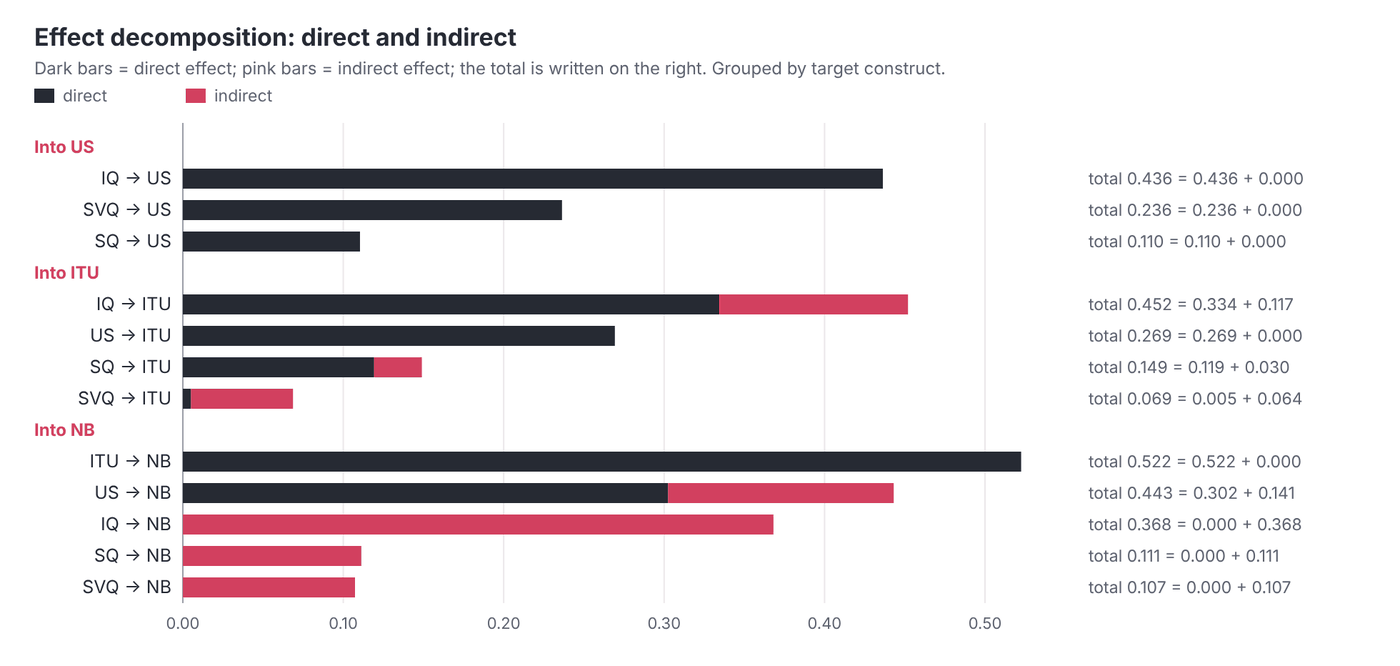 Effect decomposition: direct and indirect
Dark bars = direct effect; pink bars = indirect effect; the total is written on the right. Grouped by target construct.
direct indirect
Into US
IQ → US total 0.436 = 0.436 + 0.000
SVQ → US total 0.236 = 0.236 + 0.000
SQ → US total 0.110 = 0.110 + 0.000
Into ITU
IQ → ITU total 0.452 = 0.334 + 0.117
US → ITU total 0.269 = 0.269 + 0.000
SQ → ITU total 0.149 = 0.119 + 0.030
SVQ → ITU total 0.069 = 0.005 + 0.064
Into NB
ITU → NB total 0.522 = 0.522 + 0.000
US → NB total 0.443 = 0.302 + 0.141
IQ → NB total 0.368 = 0.000 + 0.368
SQ → NB total 0.111 = 0.000 + 0.111
SVQ → NB total 0.107 = 0.000 + 0.107
0.00 0.10 0.20 0.30 0.40 0.50